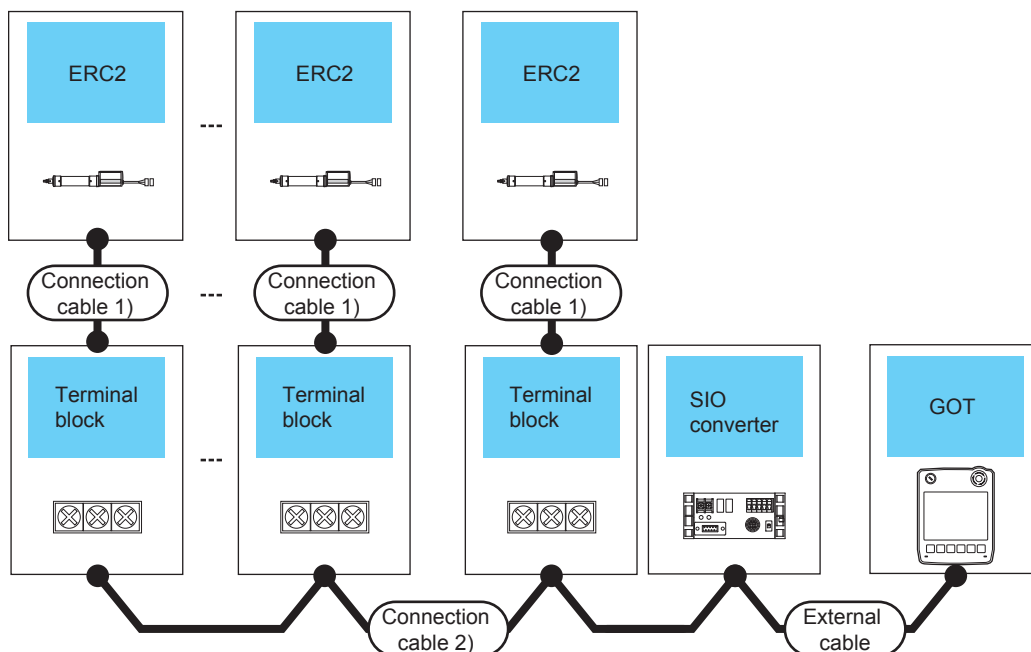 ERC2
ERC2
ERC2
Connection
cable 1)
Connection
cable 1)
Connection
cable 1)
Terminal
block
Terminal
block
Terminal
block
SIO
converter
GOT
Connection
cable 2)
External
cable